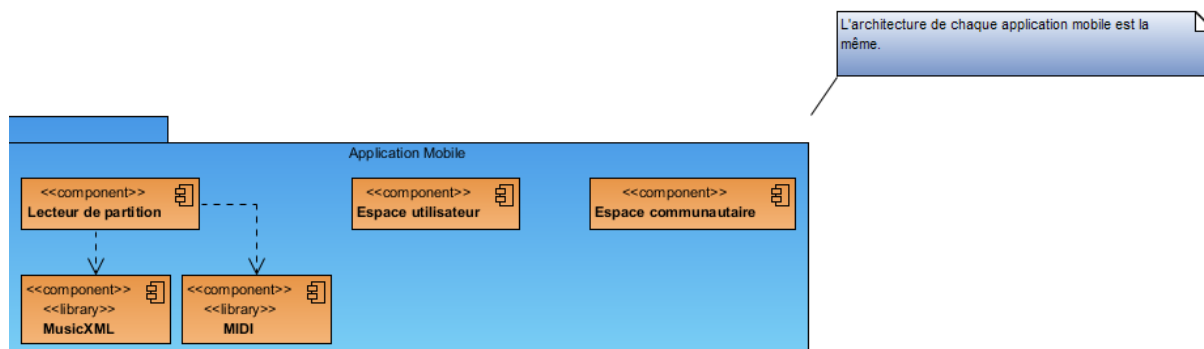 L'architecture de chaque application mobile est la
même.
Application Mobile
<<component>>
Lecteur de partition
<<component>>
Espace utilisateur
<<component>>
Espace communautaire
<<component>>
<<library>>
MusicXML
<<component>>
<<library>>
MIDI